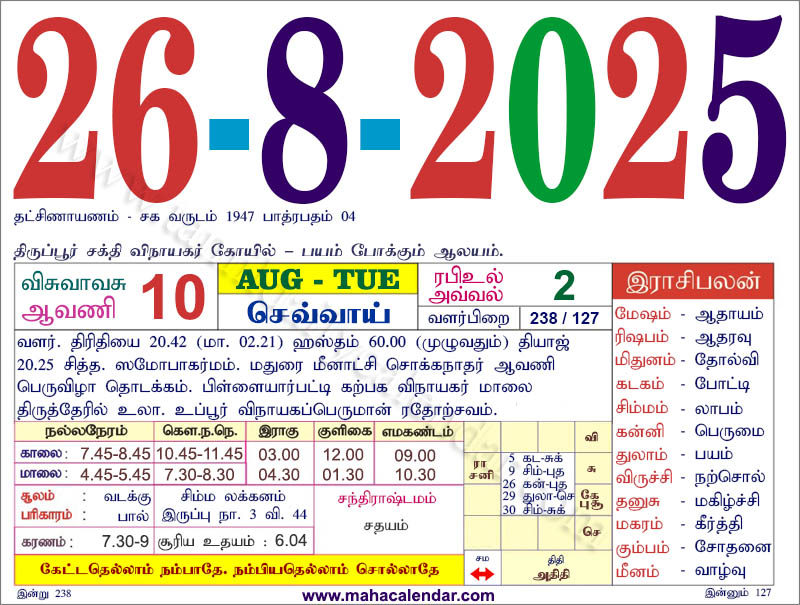 26-8-2025
தட்சிணாயணம் - சக வருடம் 1947 பாத்ரபதம் 04
திருப்பூர் சக்தி விநாயகர் கோயில் – பயம் போக்கும் ஆலயம்.
விசுவாவசு
ஆவணி 10
AUG - TUE
செவ்வாய்
ரபிஉல்
அவ்வல் 2
வளர்பிறை 238 / 127
வளர். திரிதியை 20.42 (மா. 02.21) ஹஸ்தம் 60.00 (முழுவதும்) தியாஜ்
20.25 சித்த. ஸமோபாகர்மம். மதுரை மீனாட்சி சொக்கநாதர் ஆவணி
பெருவிழா தொடக்கம். பிள்ளையார்பட்டி கற்பக விநாயகர் மாலை
திருத்தேரில் உலா. உப்பூர் விநாயகப்பெருமான் ரதோற்சவம்.
நல்லநேரம் கௌ.ந.நெ. இராகு குளிகை எமகண்டம்
காலை: 7.45-8.45 10.45-11.45 03.00 12.00 09.00
மாலை: 4.45-5.45 7.30-8.30 04.30 01.30 10.30
சூலம் : வடக்கு
பரிகாரம் : பால்
சிம்ம லக்கனம்
இருப்பு நா. 3 வி. 44
சந்திராஷ்டமம்
சதயம்
கரணம் : 7.30-9 சூரிய உதயம் : 6.04
கேட்டதெல்லாம் நம்பாதே. நம்பியதெல்லாம் சொல்லாதே
வி
ரா
சனி
5 கட-சுக்
9 சிம்-புத
26 கன்-புத
29 துலா-செ
30 சிம்-சுக்
சு
கே
பூசு
செ
சம
திதி
அதிதி
இராசிபலன்
மேஷம் - ஆதாயம்
ரிஷபம் - ஆதரவு
மிதுனம் - தோல்வி
கடகம் - போட்டி
சிம்மம் - லாபம்
கன்னி - பெருமை
துலாம் - பயம்
விருச்சி - நற்சொல்
தனுசு - மகிழ்ச்சி
மகரம் - கீர்த்தி
கும்பம் - சோதனை
மீனம் - வாழ்வு
இன்று 238
www.mahacalendar.com
இன்னும் 127